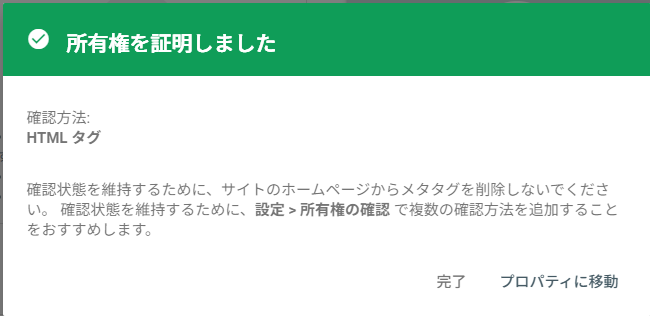 所有権を証明しました
確認方法:
HTML タグ
確認状態を維持するために、サイトのホームページからメタタグを削除しないでくださ
い。 確認状態を維持するために、設定 > 所有権の確認 で複数の確認方法を追加すること
をおすすめします。
完了 プロパティに移動